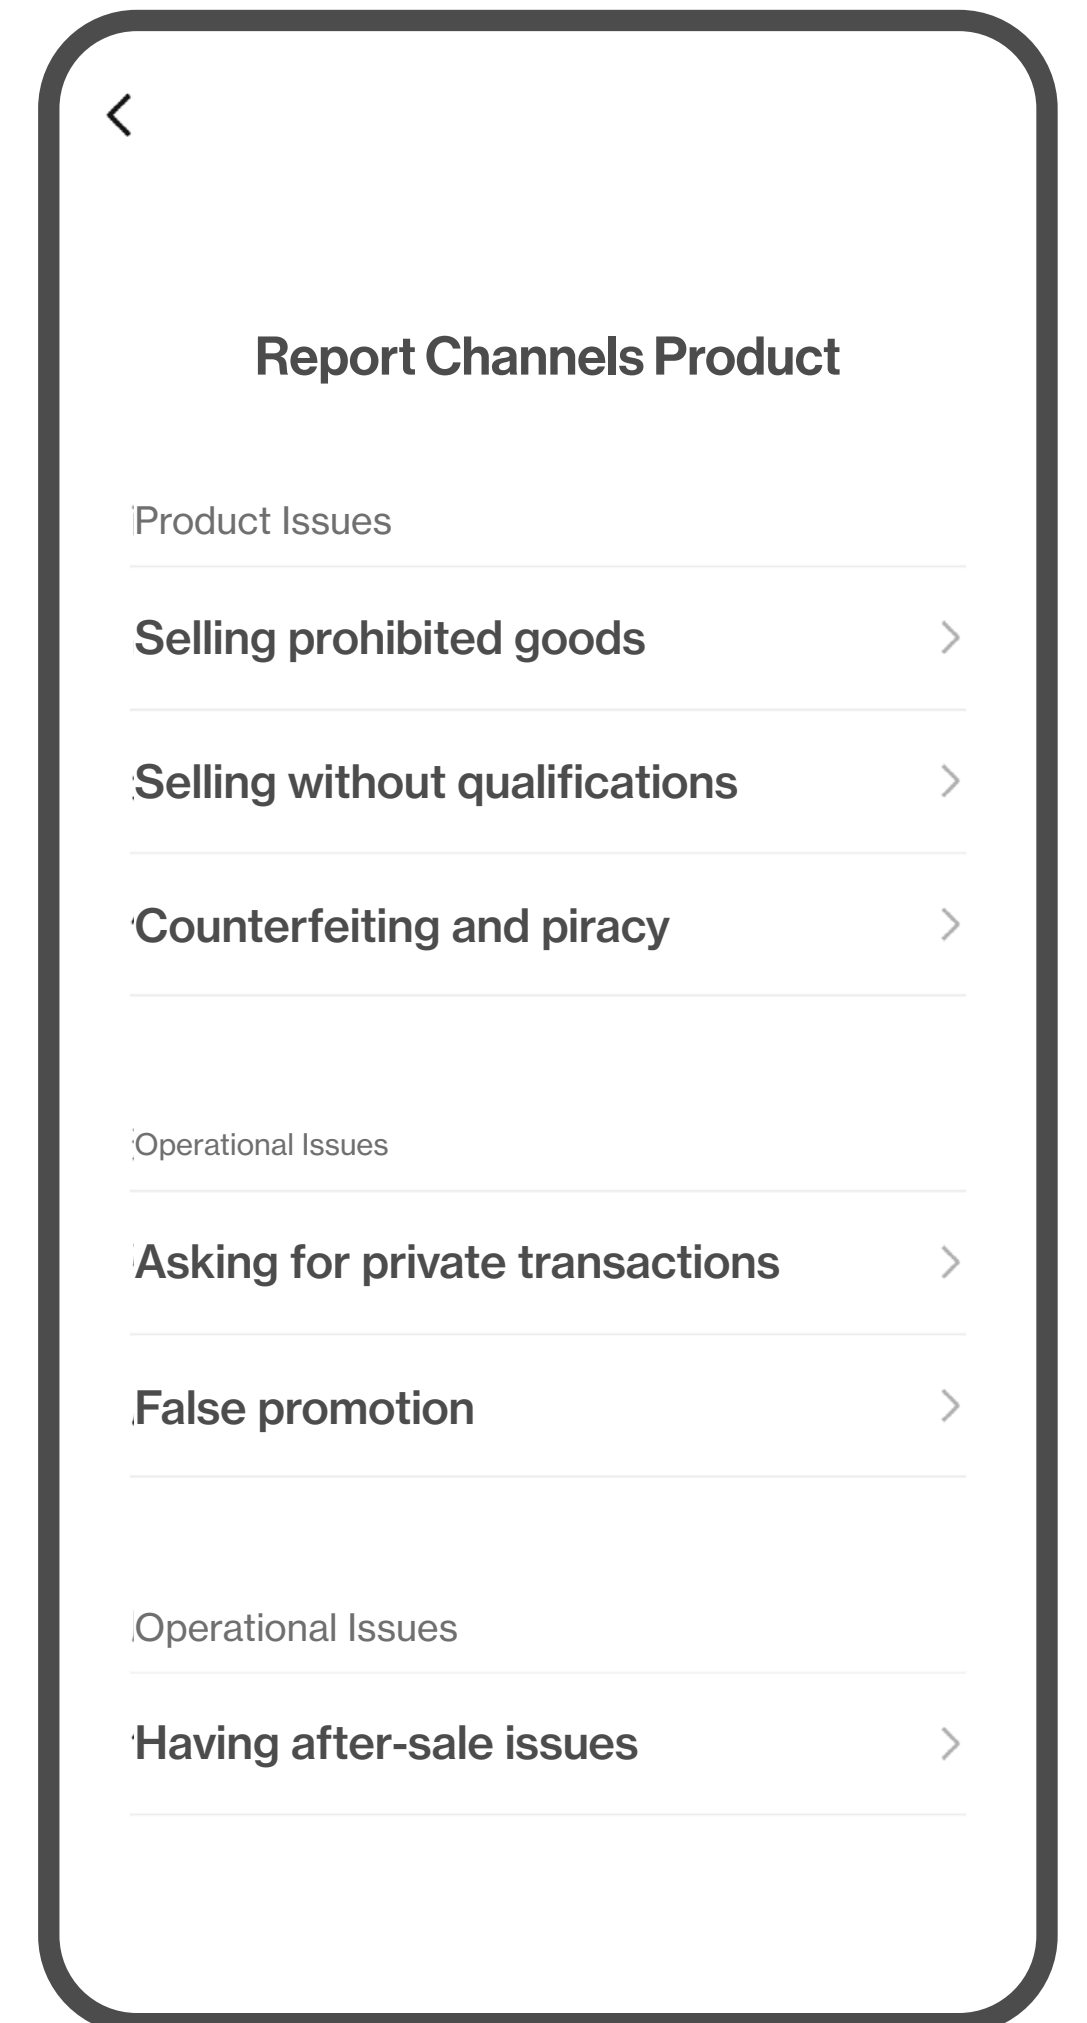 Report Channels Product
Product Issues
Selling prohibited goods
Selling without qualifications
Counterfeiting and piracy
Operational Issues
Asking for private transactions
False promotion
Operational Issues
Having after-sale issues